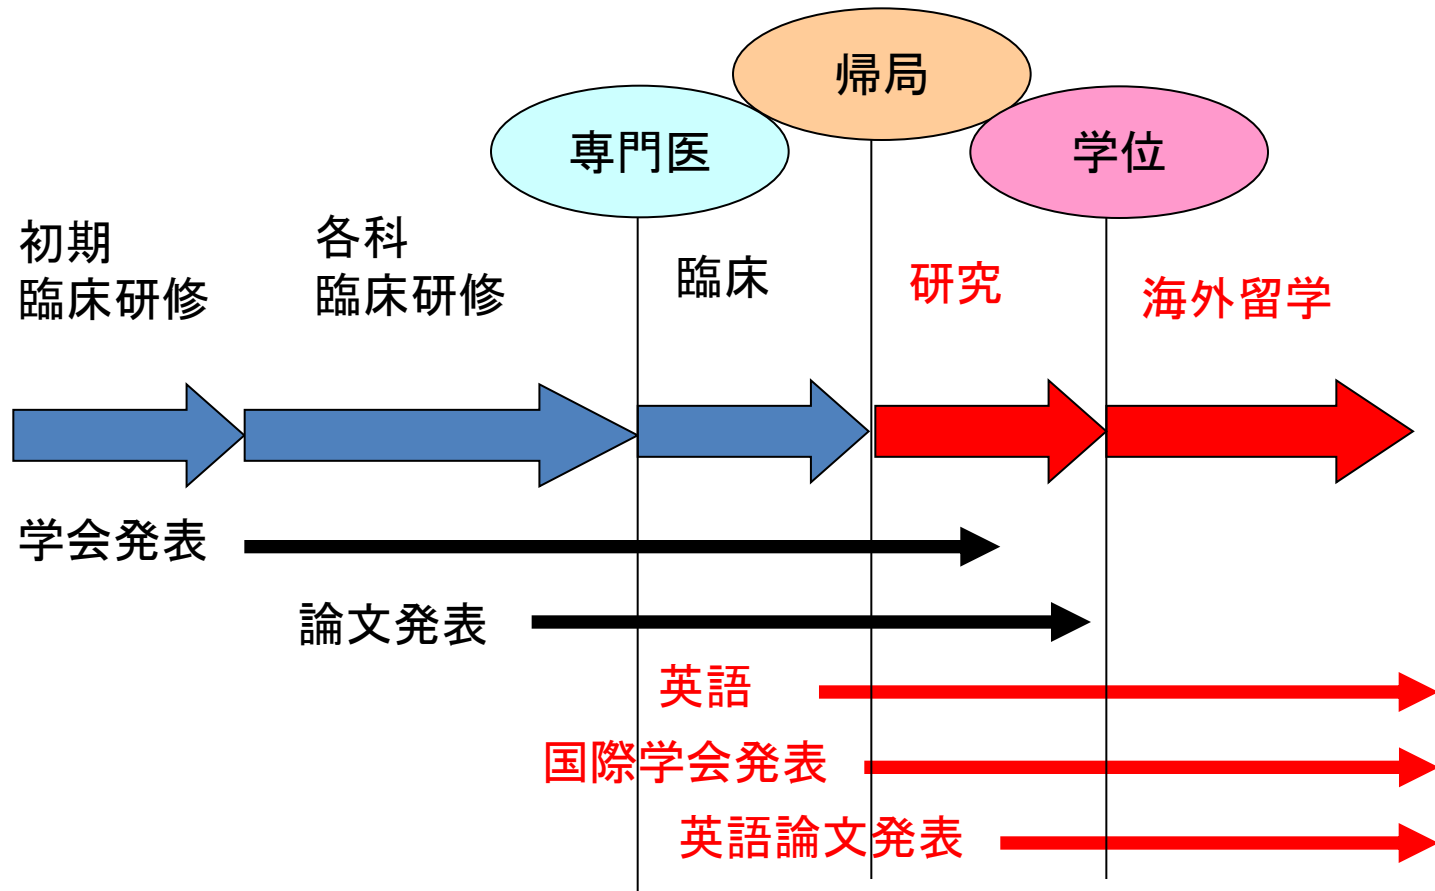 帰局
専門医
学位
初期
臨床研修
各科
臨床研修
臨床
研究
海外留学
学会発表
論文発表
英語
国際学会発表
英語論文発表